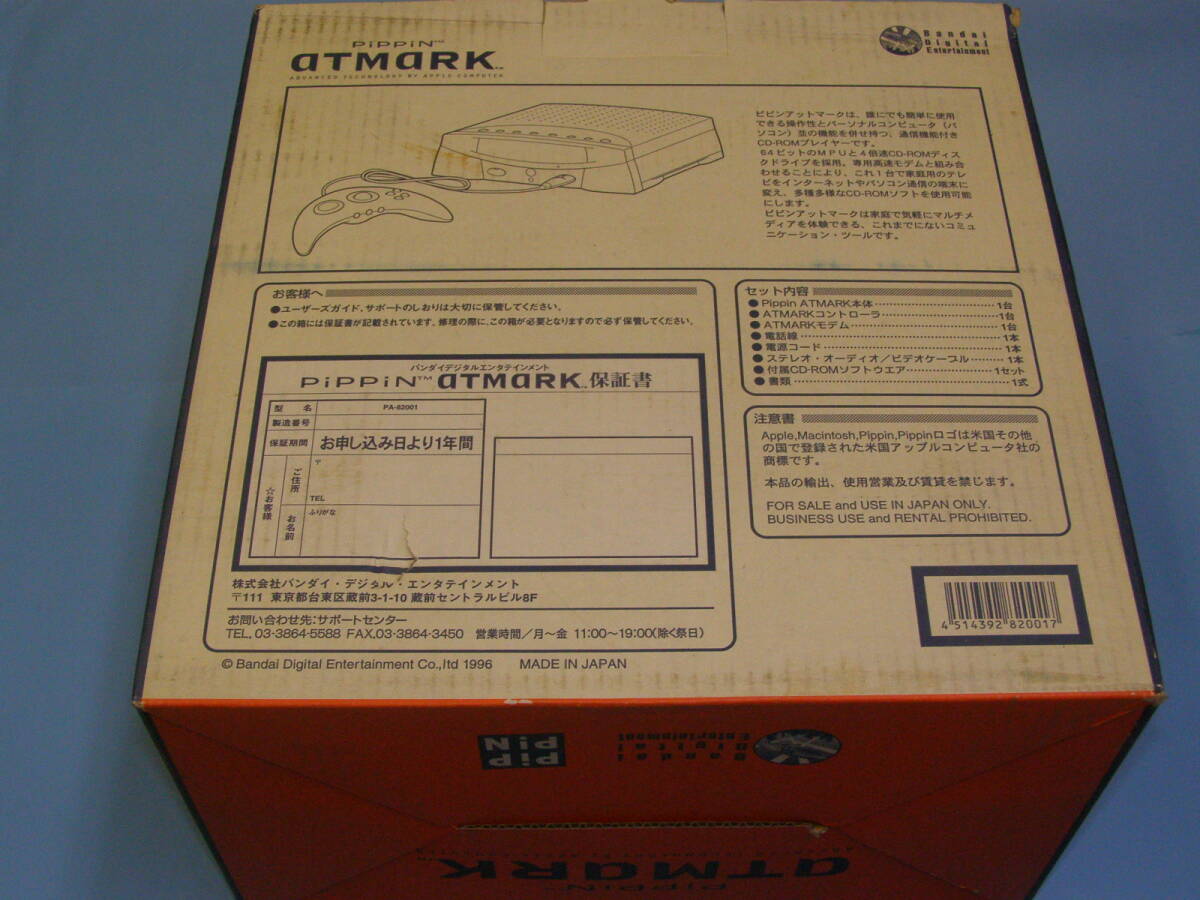 PiPPiN™
aTMaRK™
ADVANCED TECHNOLOGY BY APPLE COMPUTER
Bandai
Digital
Entertainment
ピピンアットマークは、誰にでも簡単に使用
できる操作性とパーソナルコンピュータ（パ
ソコン）並の機能を併せ持つ、通信機能付き
CD-ROMプレイヤーです。
64ビットのMPUと4倍速CD-ROMディス
クドライブを採用。専用高速モデムと組み合
わせることにより、これ1台で家庭用のテレ
ビをインターネットやパソコン通信の端末に
変え、多種多様なCD-ROMソフトを使用可能
にします。
ピピンアットマークは家庭で気軽にマルチメ
ディアを体験できる、これまでにないコミュ
ニケーション・ツールです。
お客様へ
●ユーザーズガイド、サポートのしおりは大切に保管してください。
●この箱には保証書が記載されています。修理の際に、この箱が必要となりますので必ず保管してください。
バンダイデジタルエンタテインメント
PiPPiN™ aTMaRK™ 保証書
型 名 PA-82001
製造番号
保証期間 お申し込み日より1年間
☆お客様
ご住所
〒
TEL
お名前
ふりがな
株式会社バンダイ・デジタル・エンタテインメント
〒111 東京都台東区蔵前3-1-10 蔵前セントラルビル8F
お問い合わせ先:サポートセンター
TEL.03-3864-5588 FAX.03-3864-3450 営業時間／月〜金 11:00〜19:00(除く祭日)
© Bandai Digital Entertainment Co.,ltd 1996 MADE IN JAPAN
セット内容
●Pippin ATMARK本体 1台
●ATMARKコントローラ 1台
●ATMARKモデム 1台
●電話線 1本
●電源コード 1本
●ステレオ・オーディオ／ビデオケーブル 1本
●付属CD-ROMソフトウエア 1セット
●書類 1式
注意書
Apple,Macintosh,Pippin,Pippinロゴは米国その他
の国で登録された米国アップルコンピュータ社の
商標です。
本品の輸出、使用営業及び賃貸を禁じます。
FOR SALE and USE IN JAPAN ONLY.
BUSINESS USE and RENTAL PROHIBITED.
4 514392 820017
PiP
PiN
Bandai
Digital
Entertainment
aTMaRK
PiPPiN